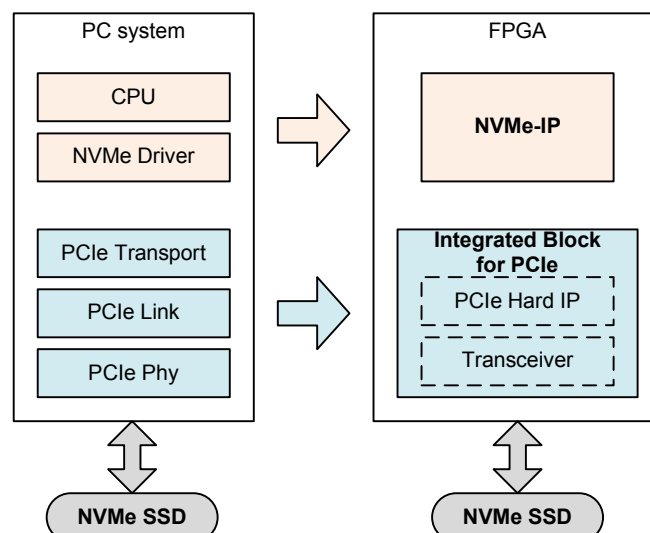 PC system
CPU
NVMe Driver
PCIe Transport
PCIe Link
PCIe Phy
NVMe SSD
FPGA
NVMe-IP
Integrated Block
for PCIe
PCIe Hard IP
Transceiver
NVMe SSD